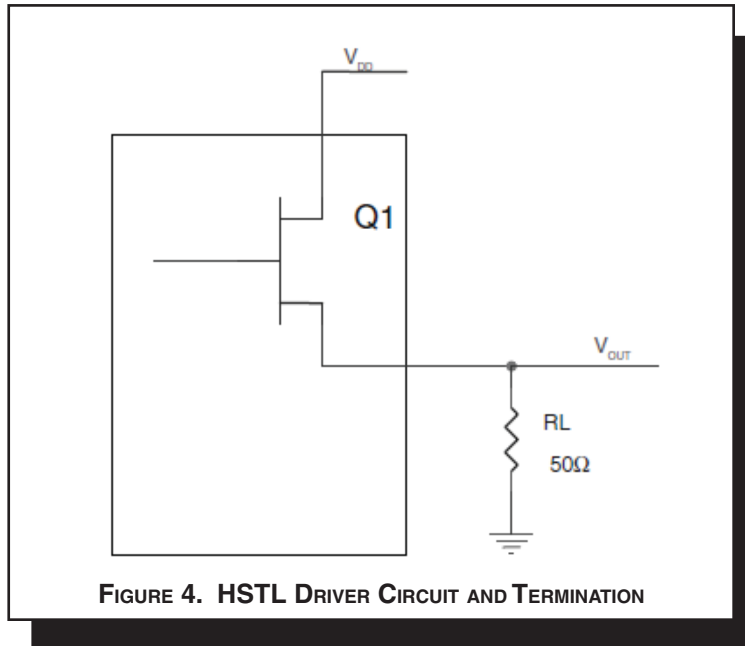 VDD
Q1
VOUT
RL
50Ω
FIGURE 4. HSTL DRIVER CIRCUIT AND TERMINATION